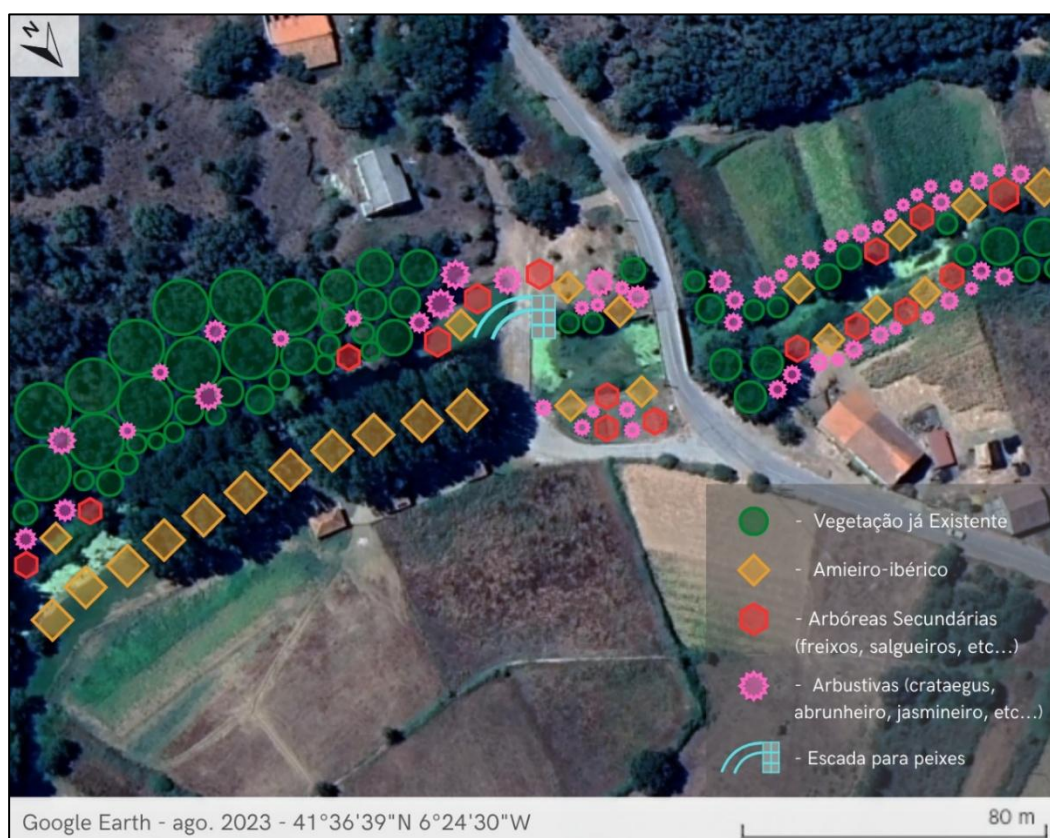 N
- Vegetação já Existente
- Amieiro-ibérico
- Arbóreas Secundárias
(freixos, salgueiros, etc...)
- Arbustivas (crataegus,
abrunheiro, jasmineiro, etc...)
- Escada para peixes
Google Earth - ago. 2023 - 41°36'39"N 6°24'30"W
80 m